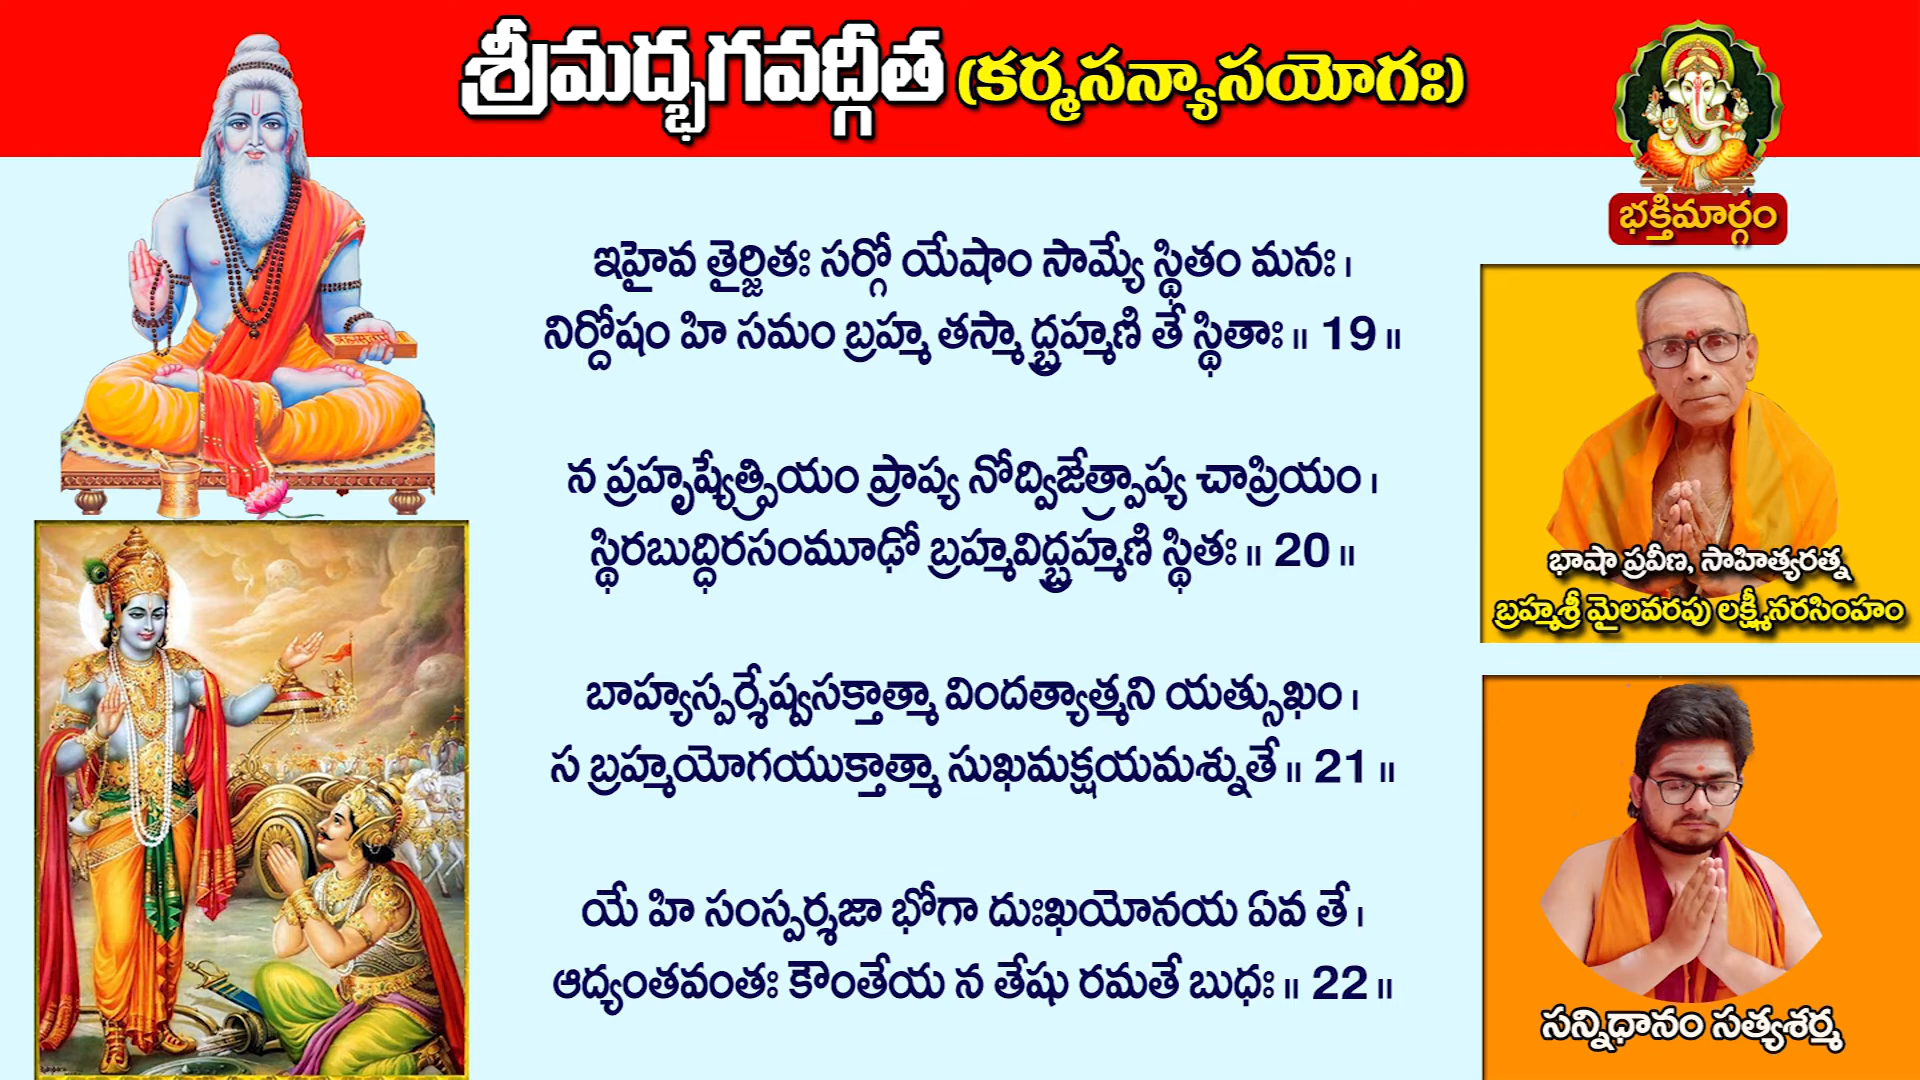 శ్రీమద్భగవద్గీత (కర్మసన్యాసయోగః)
భక్తిమార్గం
ఇహైవ తైర్జితః సర్గో యేషాం సామ్యే స్థితం మనః ।
నిర్దోషం హి సమం బ్రహ్మ తస్మా ద్బ్రహ్మణి తే స్థితాః ॥ 19 ॥
న ప్రహృష్యేత్ప్రియం ప్రాప్య నోద్విజేత్ప్రాప్య చాప్రియం ।
స్థిరబుద్ధిరసంమూఢో బ్రహ్మవిద్బ్రహ్మణి స్థితః ॥ 20 ॥
బాహ్యస్పర్శేష్వసక్తాత్మా విందత్యాత్మని యత్సుఖం ।
స బ్రహ్మయోగయుక్తాత్మా సుఖమక్షయమశ్నుతే ॥ 21 ॥
యే హి సంస్పర్శజా భోగా దుఃఖయోనయ ఏవ తే ।
ఆద్యంతవంతః కౌంతేయ న తేషు రమతే బుధః ॥ 22 ॥
భాషా ప్రవీణ, సాహిత్యరత్న
బ్రహ్మశ్రీ మైలవరపు లక్ష్మీనరసింహం
సన్నిధానం సత్యశర్మ